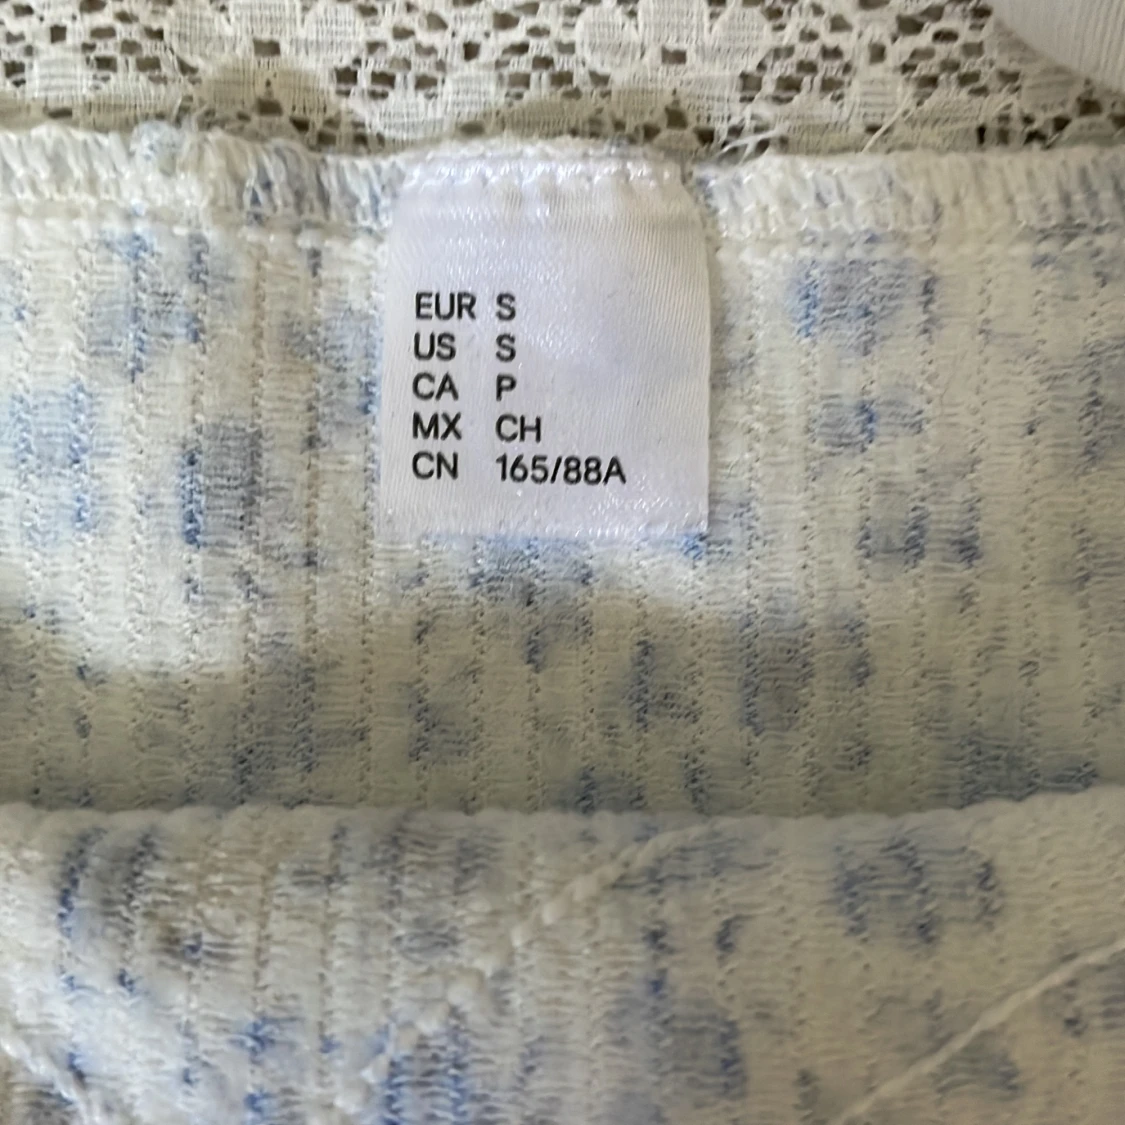 EUR S
US S
CA P
MX CH
CN 165/88A